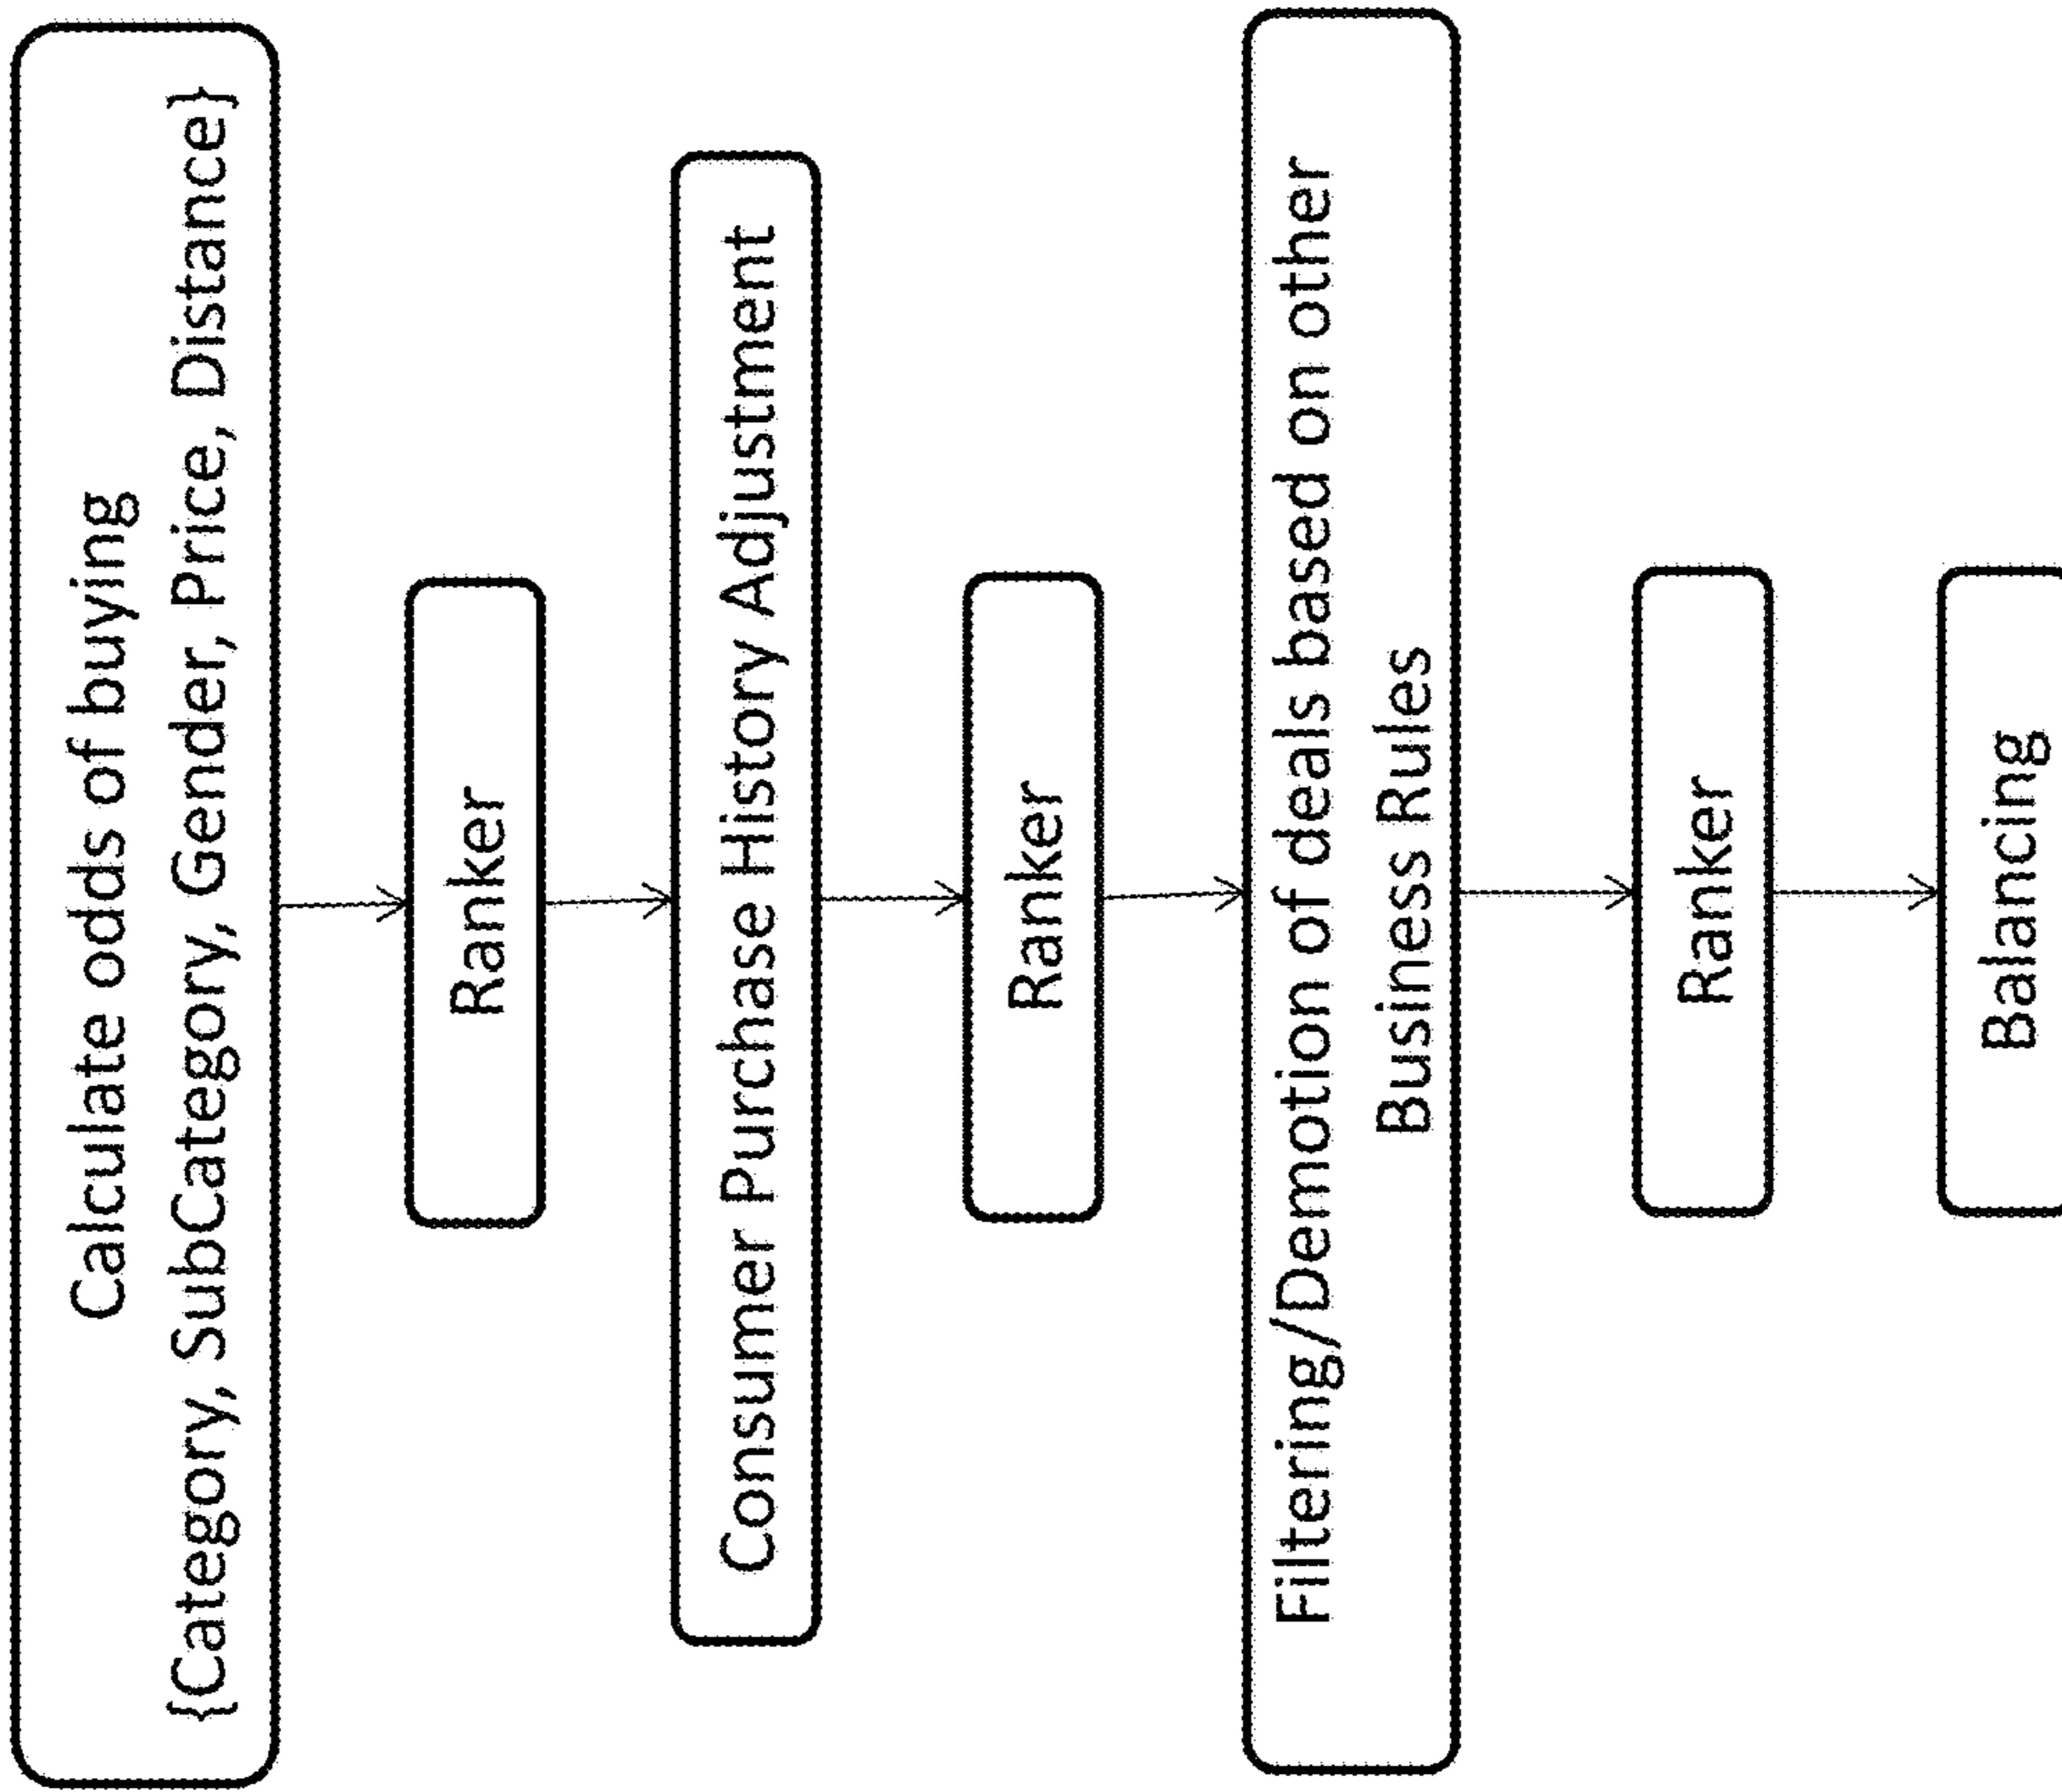 Calculate odds of buying
{Category, SubCategory, Gender, Price, Distance}
Ranker
Consumer Purchase History Adjustment
Ranker
Filtering/Demotion of deals based on other
Business Rules
Ranker
Balancing